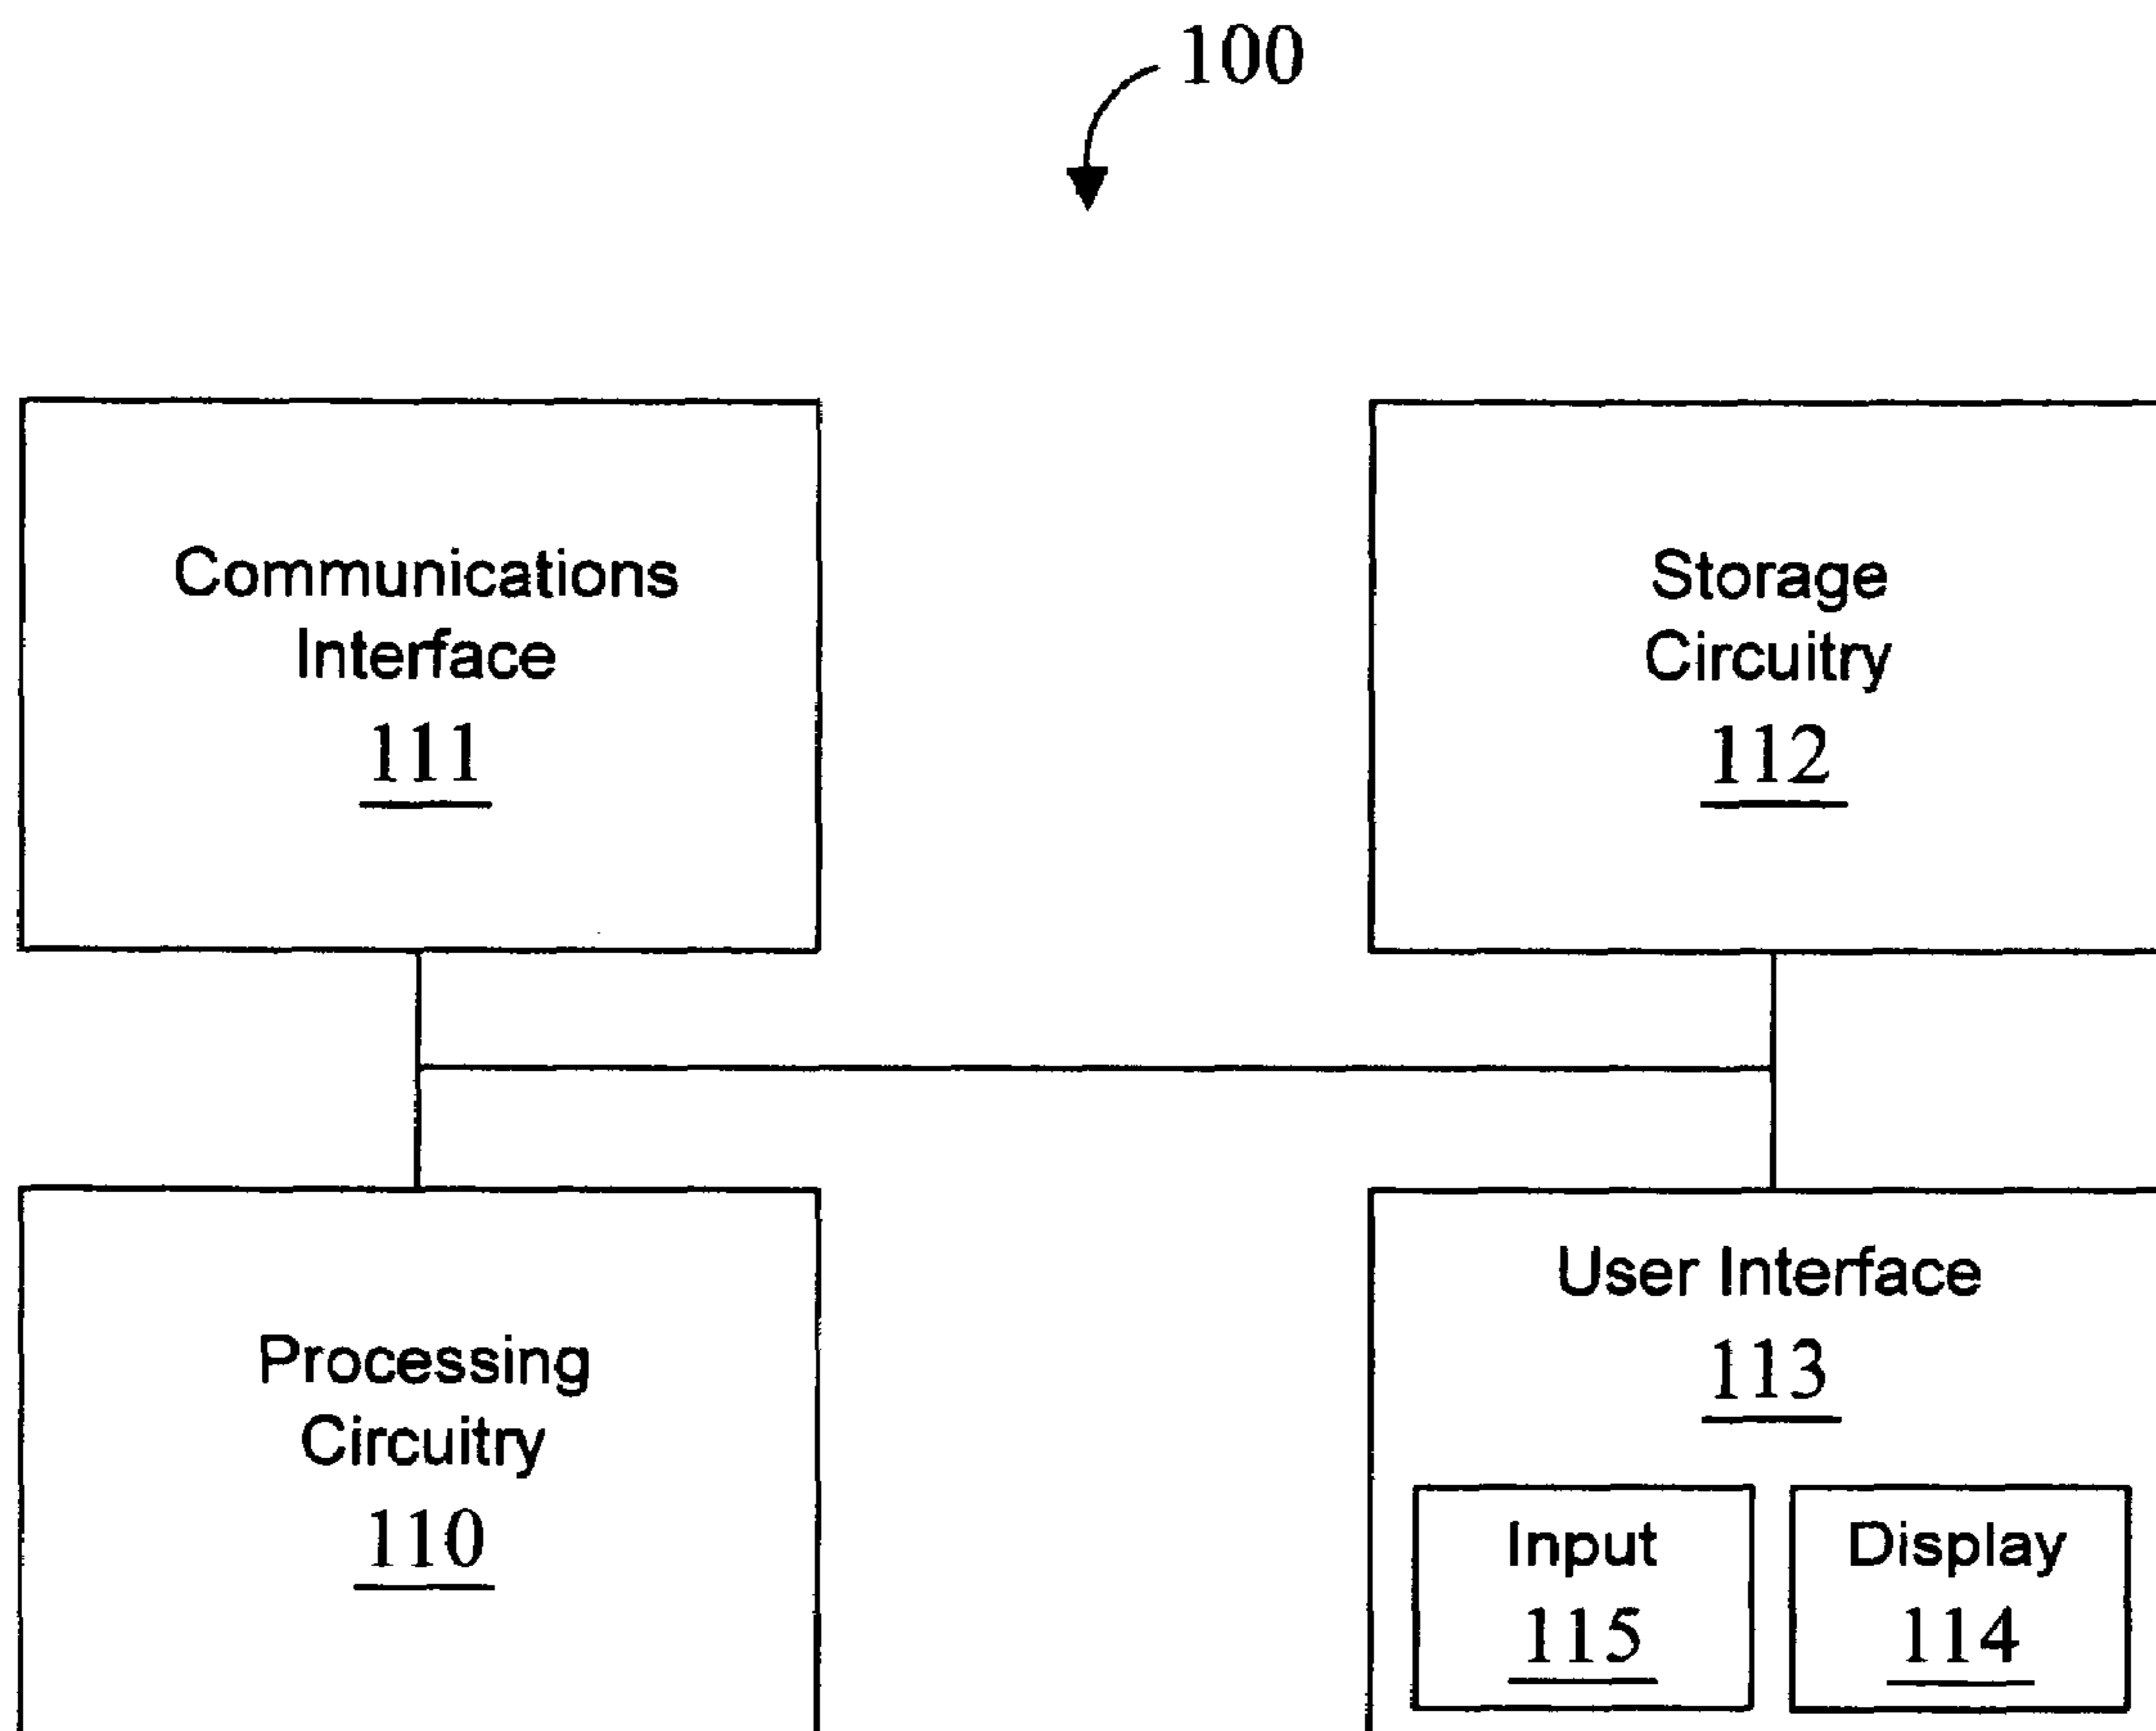 100
Communications
Interface
111
Storage
Circuitry
112
Processing
Circuitry
110
User Interface
113
Input
115
Display
114